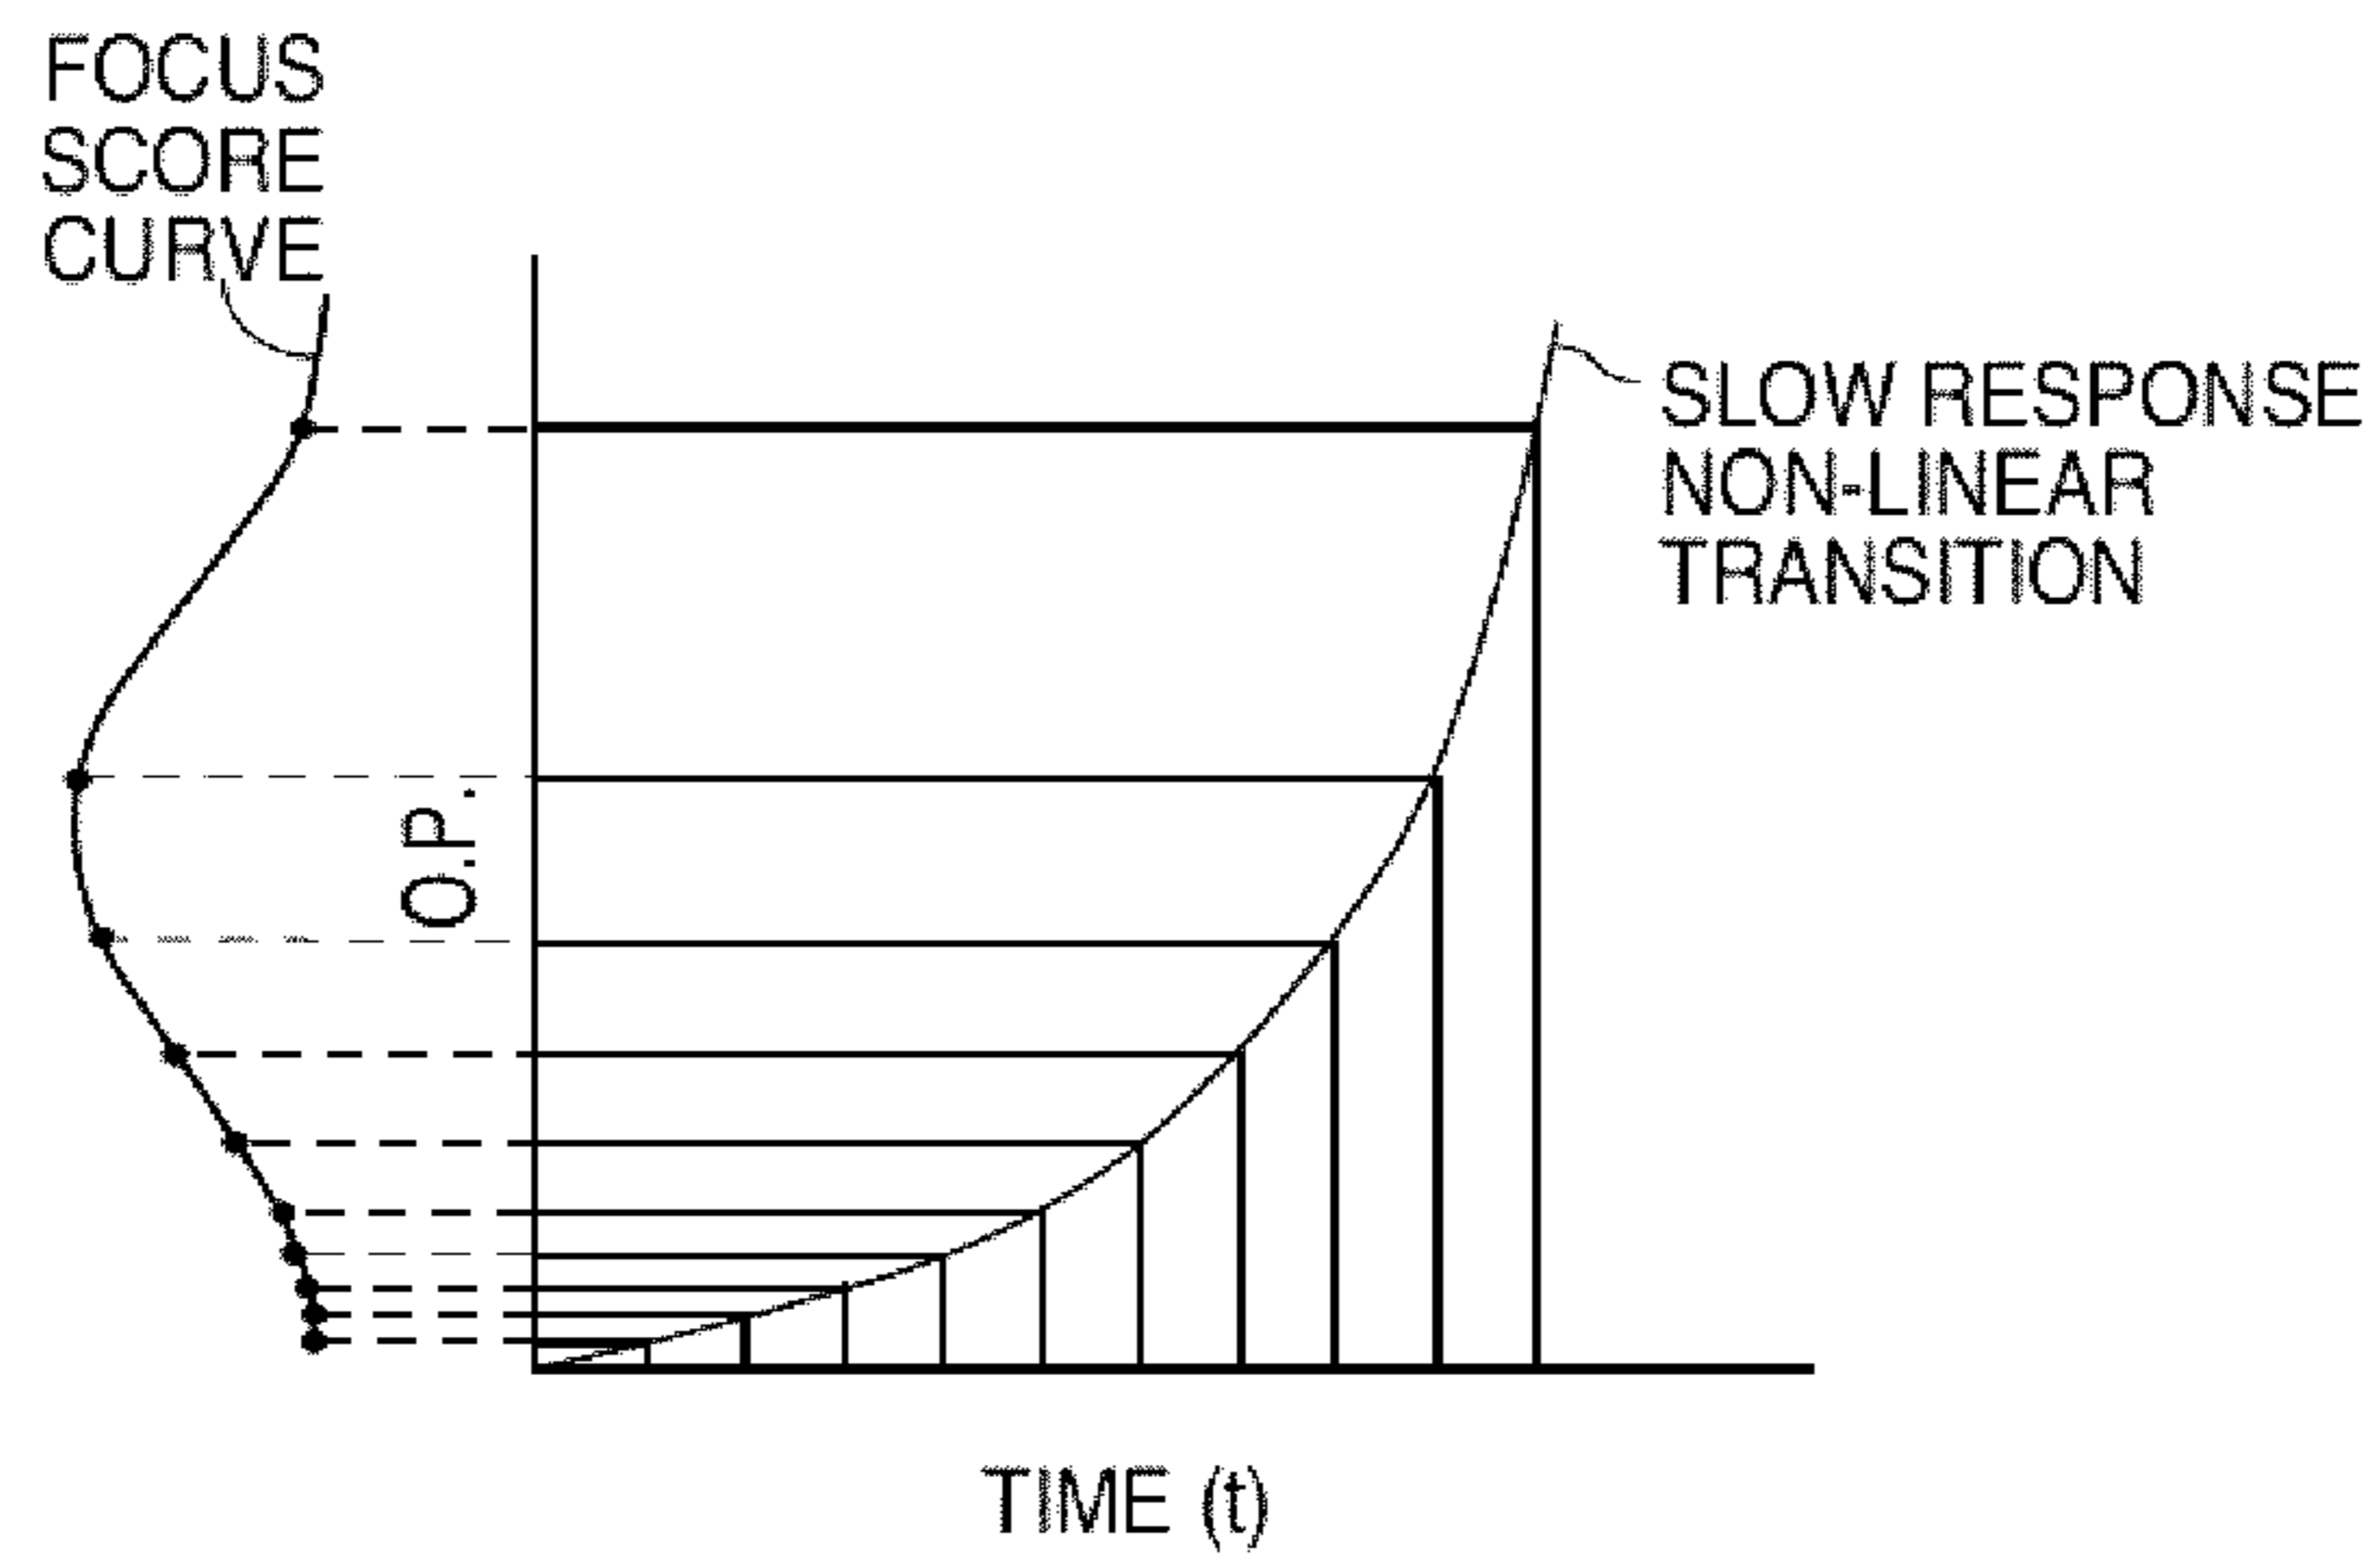 FOCUS
SCORE
CURVE
SLOW RESPONSE
NON-LINEAR
TRANSITION
O.P.
TIME (t)